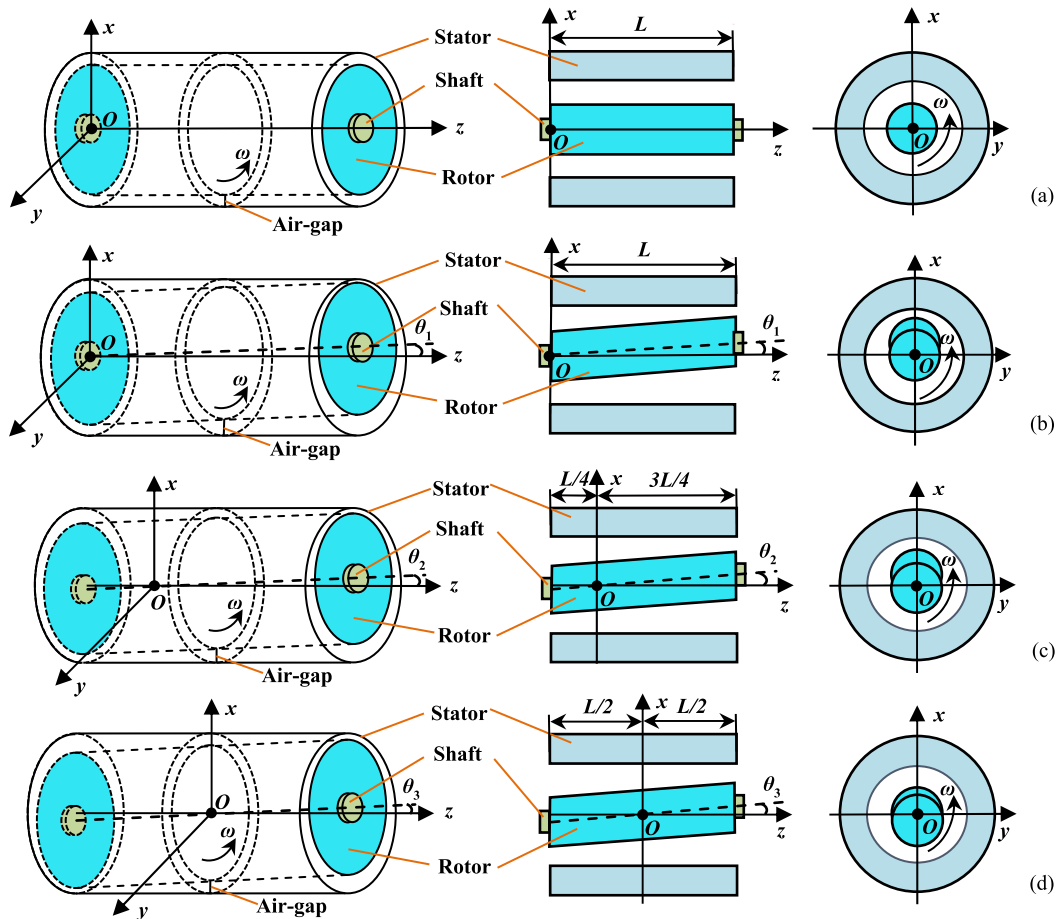 x
Stator
Shaft
O
z
ω
Rotor
y
Air-gap
x
L
O
z
x
ω
O
y
(a)
x
Stator
Shaft
θ1
O
z
ω
Rotor
y
Air-gap
x
L
θ1
O
z
x
ω
O
y
(b)
x
Stator
Shaft
θ2
O
z
ω
Rotor
y
Air-gap
L/4
x
3L/4
θ2
O
z
x
ω
O
y
(c)
x
Stator
Shaft
θ3
O
z
ω
Rotor
y
Air-gap
x
L/2
L/2
θ3
O
z
x
ω
O
y
(d)